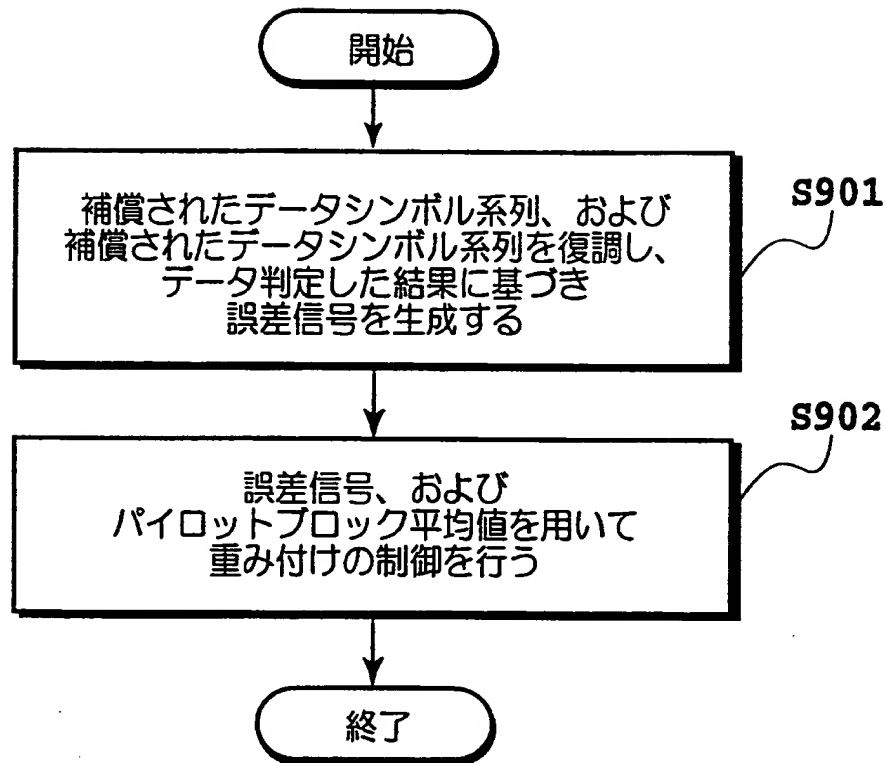 開始
補償されたデータシンボル系列、および
補償されたデータシンボル系列を復調し、
データ判定した結果に基づき
誤差信号を生成する
S901
誤差信号、および
パイロットブロック平均値を用いて
重み付けの制御を行う
S902
終了